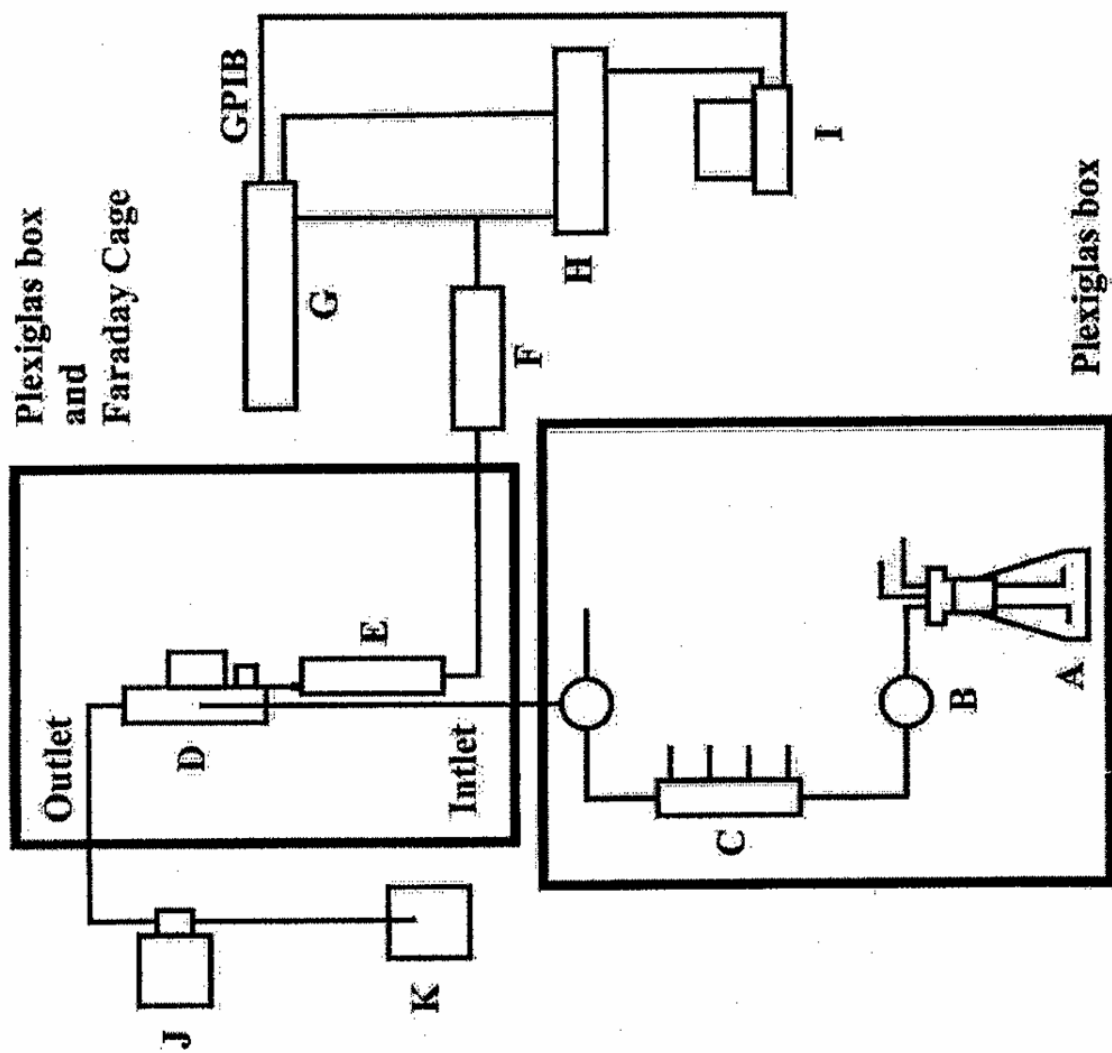 Plexiglas box
and
Faraday Cage
GPIB
Outlet
D
E
Intlet
F
G
H
I
J
K
C
B
A
Plexiglas box